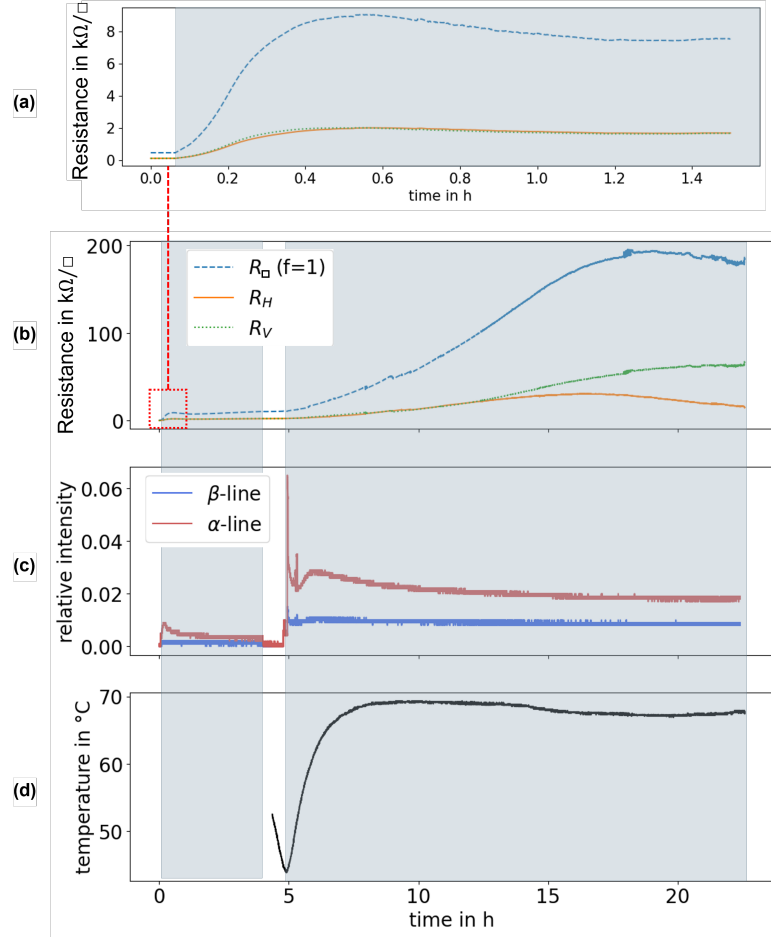 (a)
Resistance in kΩ/□
8
6
4
2
0
0.0 0.2 0.4 0.6 0.8 1.0 1.2 1.4
time in h
(b)
Resistance in kΩ/□
200
100
0
R□ (f=1)
R_H
R_V
(c)
relative intensity
0.06
0.04
0.02
0.00
β-line
α-line
(d)
temperature in °C
70
60
50
0 5 10 15 20
time in h